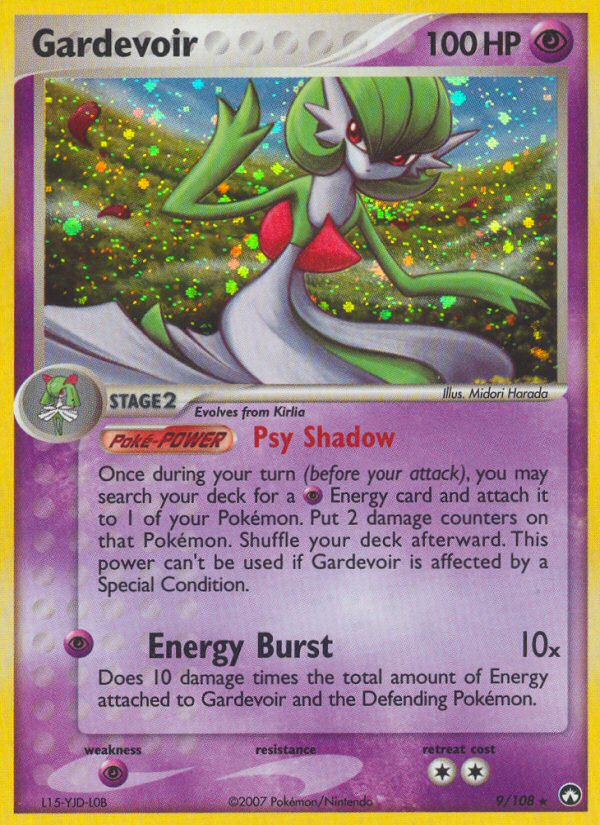 Gardevoir 100 HP
Illus. Midori Harada
STAGE 2
Evolves from Kirlia
Poké-POWER Psy Shadow
Once during your turn (before your attack), you may
search your deck for a Energy card and attach it
to 1 of your Pokémon. Put 2 damage counters on
that Pokémon. Shuffle your deck afterward. This
power can't be used if Gardevoir is affected by a
Special Condition.
Energy Burst 10x
Does 10 damage times the total amount of Energy
attached to Gardevoir and the Defending Pokémon.
weakness resistance retreat cost
L15-YJD-L0B ©2007 Pokémon/Nintendo 9/108 ★